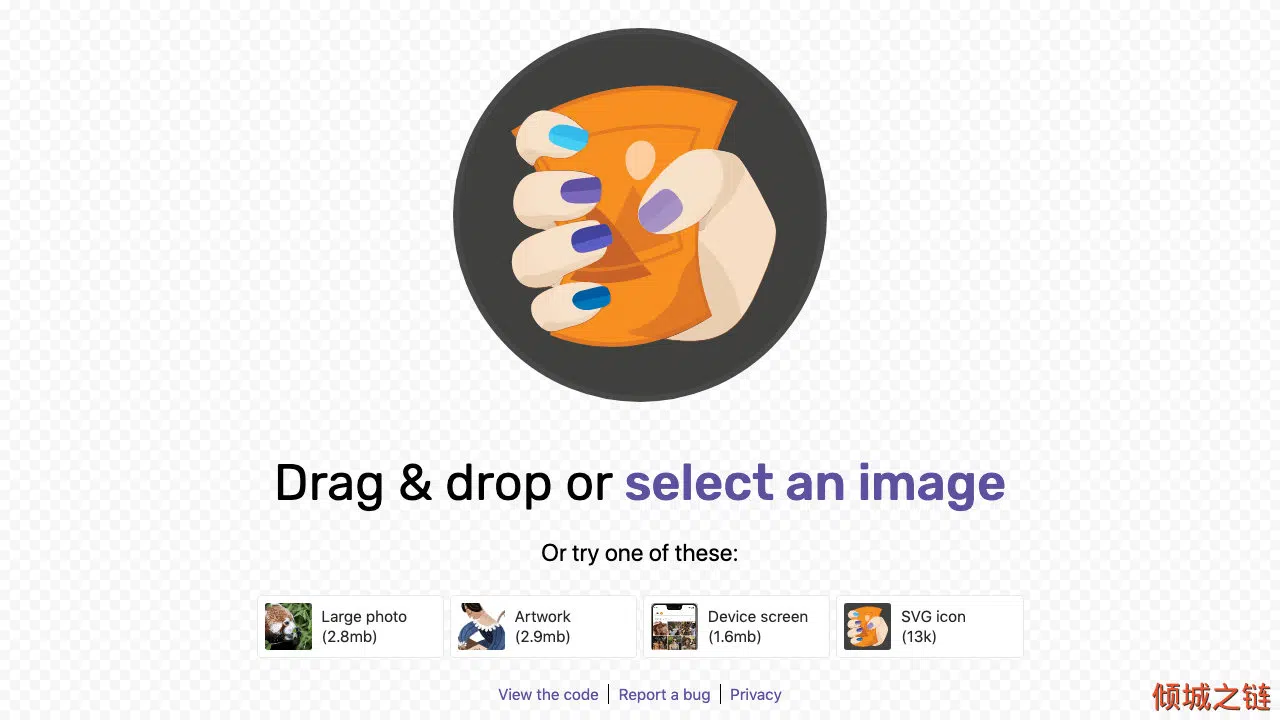 Drag & drop or select an image
Or try one of these:
Large photo
(2.8mb)
Artwork
(2.9mb)
Device screen
(1.6mb)
SVG icon
(13k)
View the code | Report a bug | Privacy
倾城之链